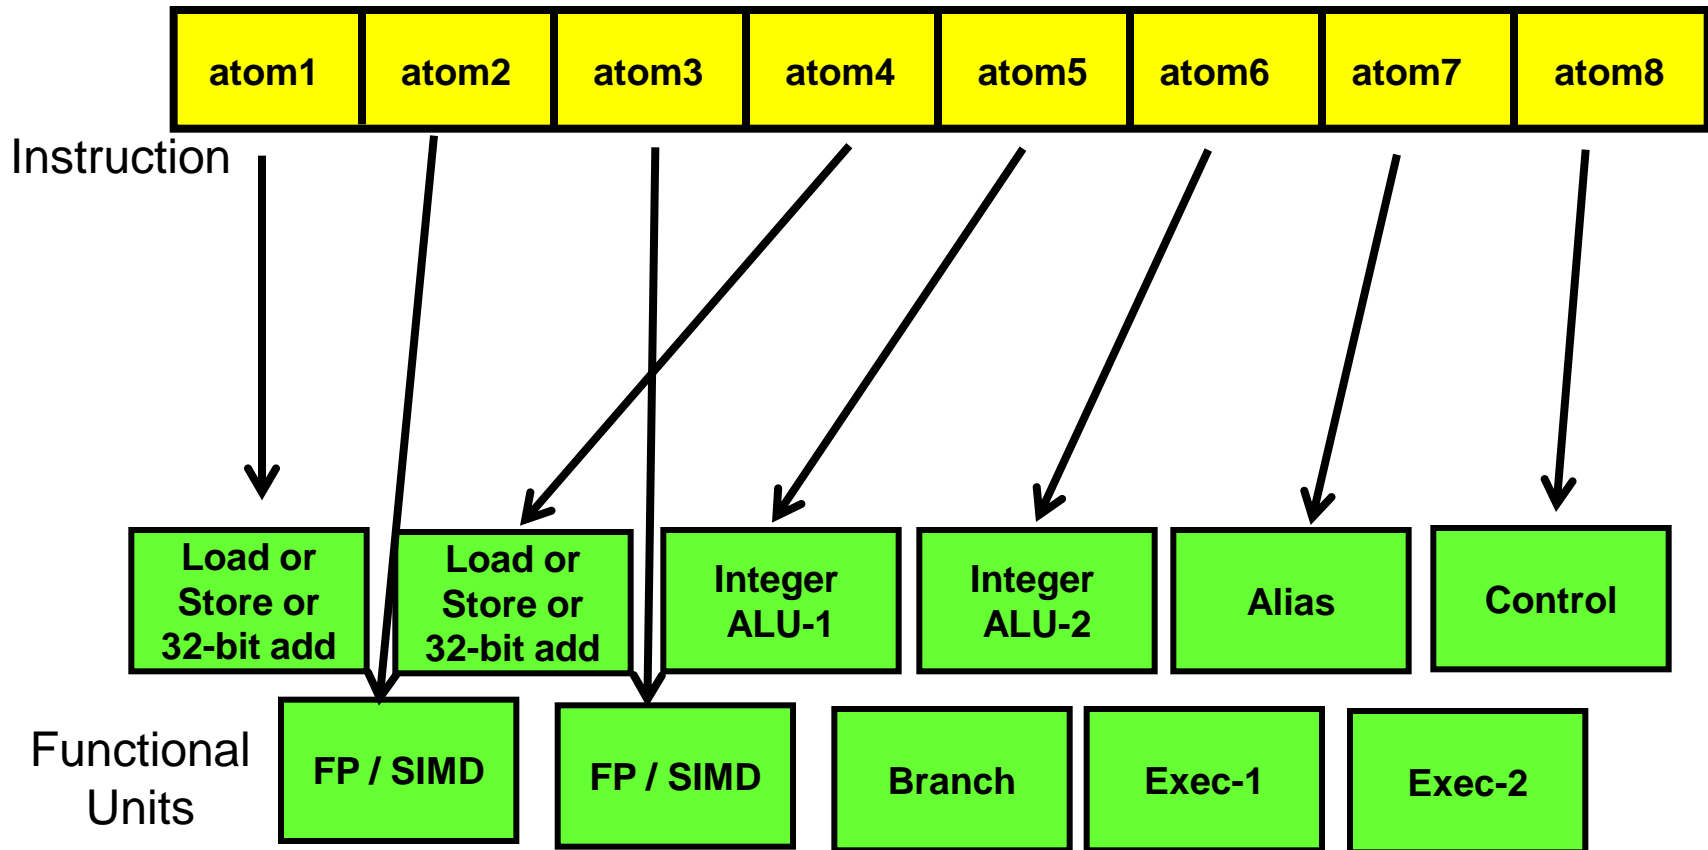 atom1 atom2 atom3 atom4 atom5 atom6 atom7 atom8
Instruction
Load or
Store or
32-bit add
Load or
Store or
32-bit add
Integer
ALU-1
Integer
ALU-2
Alias
Control
Functional
Units
FP / SIMD
FP / SIMD
Branch
Exec-1
Exec-2